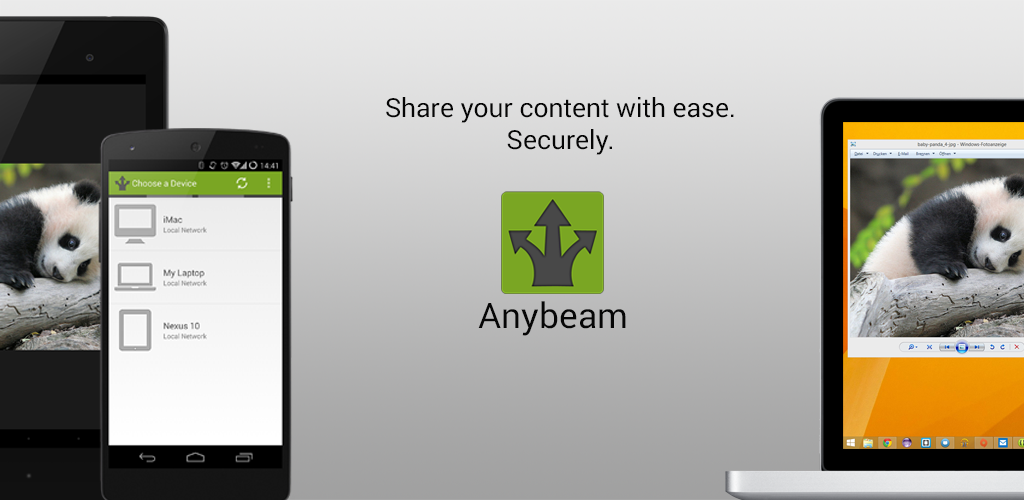 14:41
Choose a Device
iMac
Local Network
My Laptop
Local Network
Nexus 10
Local Network
Share your content with ease.
Securely.
Anybeam
baby-panda_4.jpg - Windows-Fotoanzeige
Datei Drucken E-Mail Brennen Öffnen